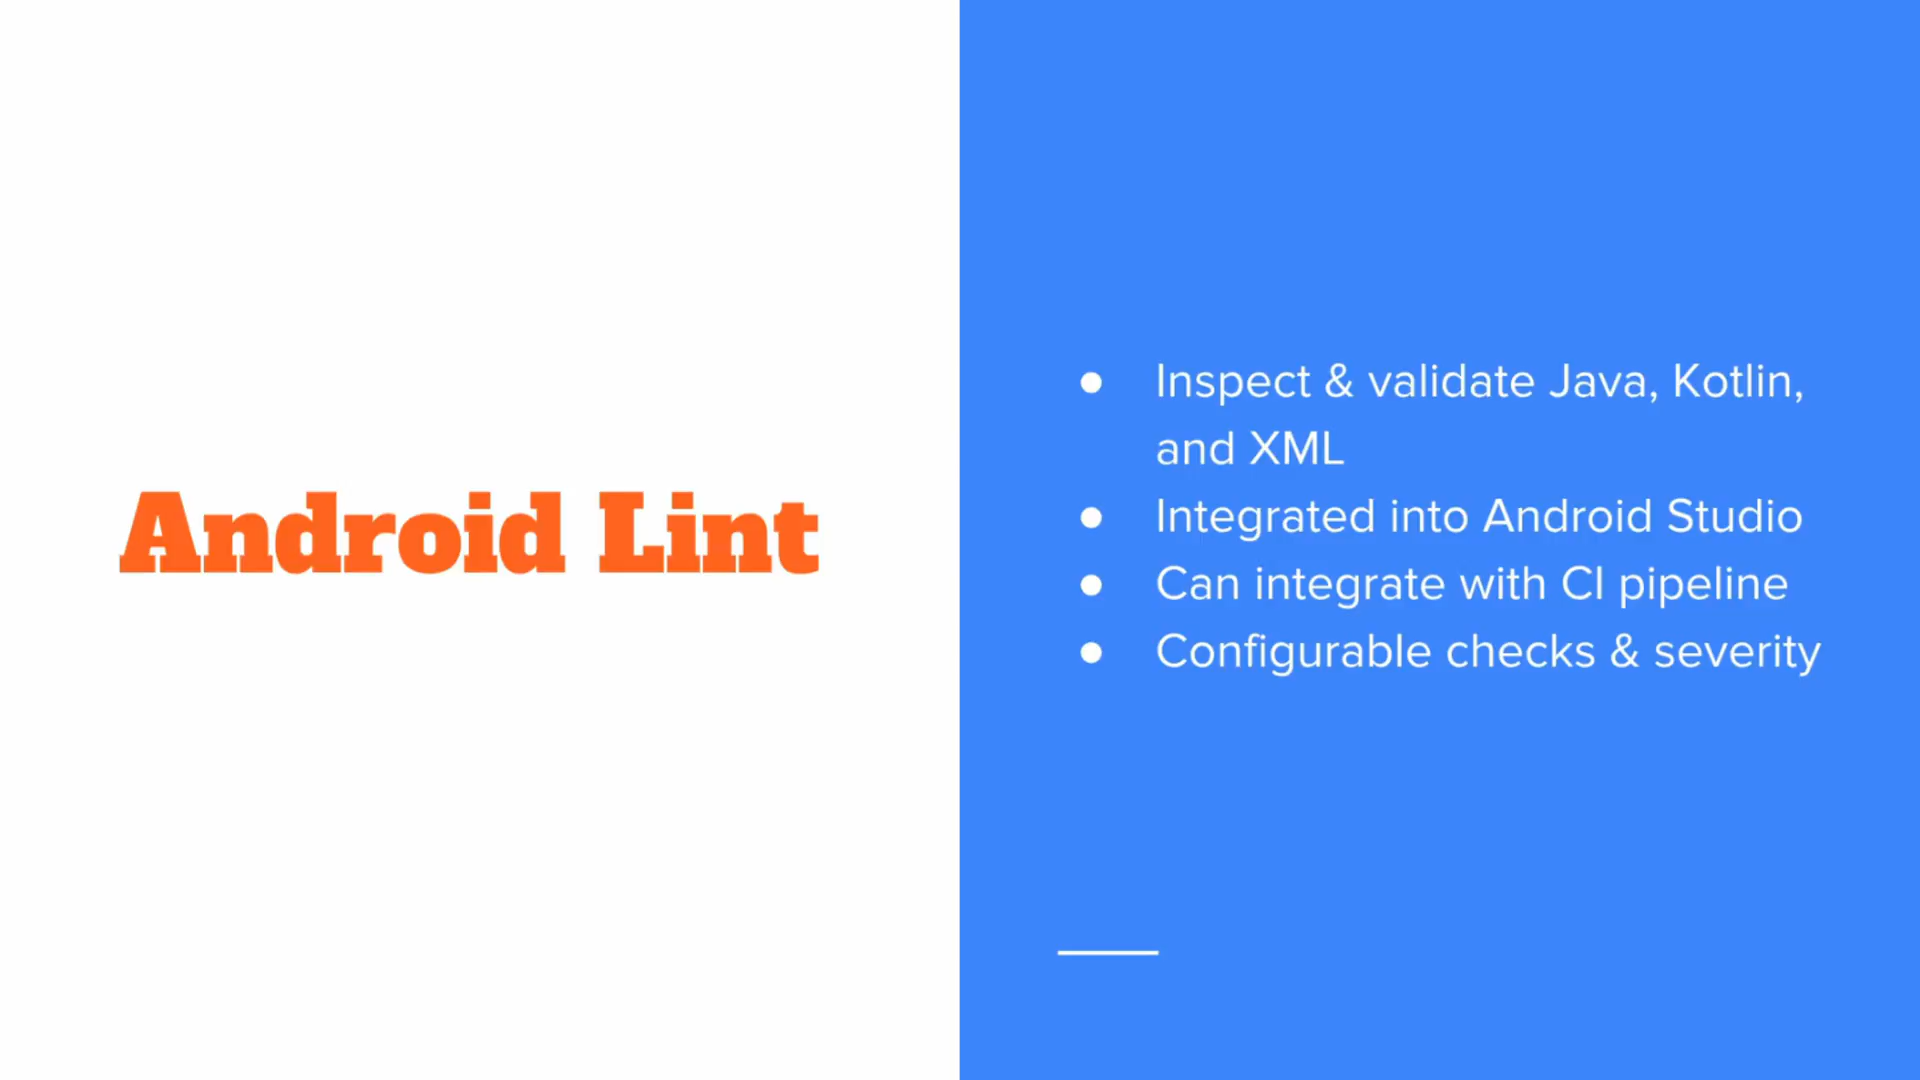 Android Lint
● Inspect & validate Java, Kotlin,
and XML
● Integrated into Android Studio
● Can integrate with CI pipeline
● Configurable checks & severity